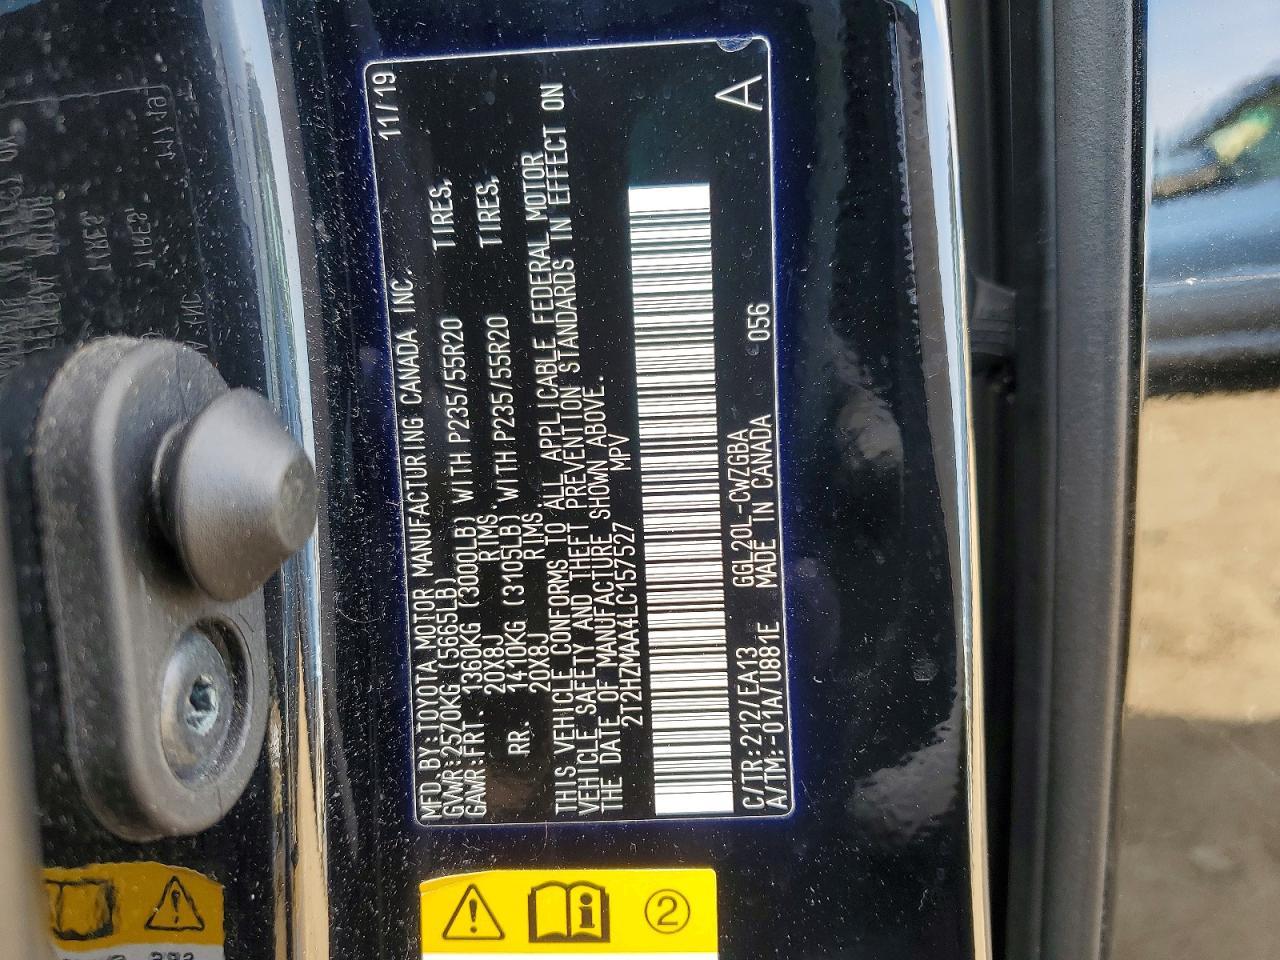 MFD.BY:TOYOTA MOTOR MANUFACTURING CANADA INC. 11/19
GVWR:2570KG(5665LB)
GAWR:FRT. 1360KG (3000LB) WITH P235/55R20 TIRES,
20X8J RIMS.
RR. 1410KG (3105LB) WITH P235/55R20 TIRES,
20X8J RIMS.
THIS VEHICLE CONFORMS TO ALL APPLICABLE FEDERAL MOTOR
VEHICLE SAFETY AND THEFT PREVENTION STANDARDS IN EFFECT ON
THE DATE OF MANUFACTURE SHOWN ABOVE.
2T2HZMAA4LC157527 MPV
C/TR:212/EA13 GGL20L-CWZGBA
A/TM:-01A/U881E MADE IN CANADA 056 A
2